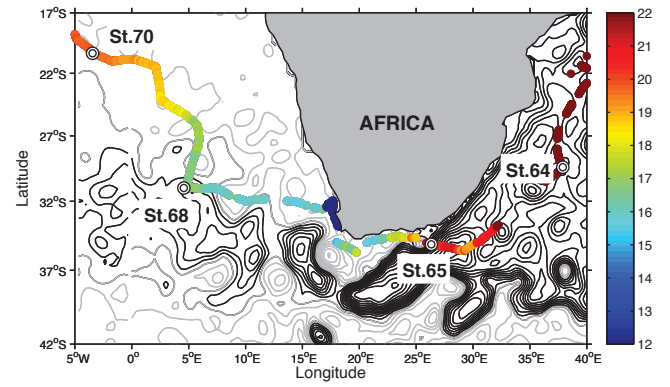 17°S
22°S
27°S
32°S
37°S
42°S
Latitude
St.70
St.68
AFRICA
St.64
St.65
5°W
0°
5°E
10°E
15°E
20°E
25°E
30°E
35°E
40°E
Longitude
22
21
20
19
18
17
16
15
14
13
12